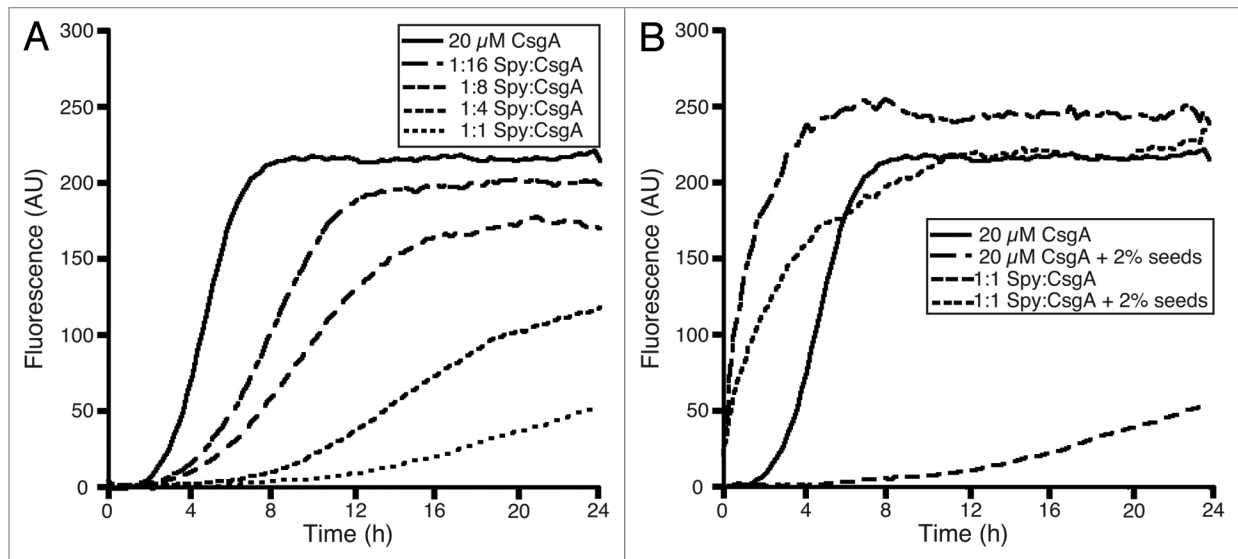 A
300
250
200
150
100
50
0
Fluorescence (AU)
20 µM CsgA
1:16 Spy:CsgA
1:8 Spy:CsgA
1:4 Spy:CsgA
1:1 Spy:CsgA
0 4 8 12 16 20 24
Time (h)
B
300
250
200
150
100
50
0
Fluorescence (AU)
20 µM CsgA
20 µM CsgA + 2% seeds
1:1 Spy:CsgA
1:1 Spy:CsgA + 2% seeds
0 4 8 12 16 20 24
Time (h)